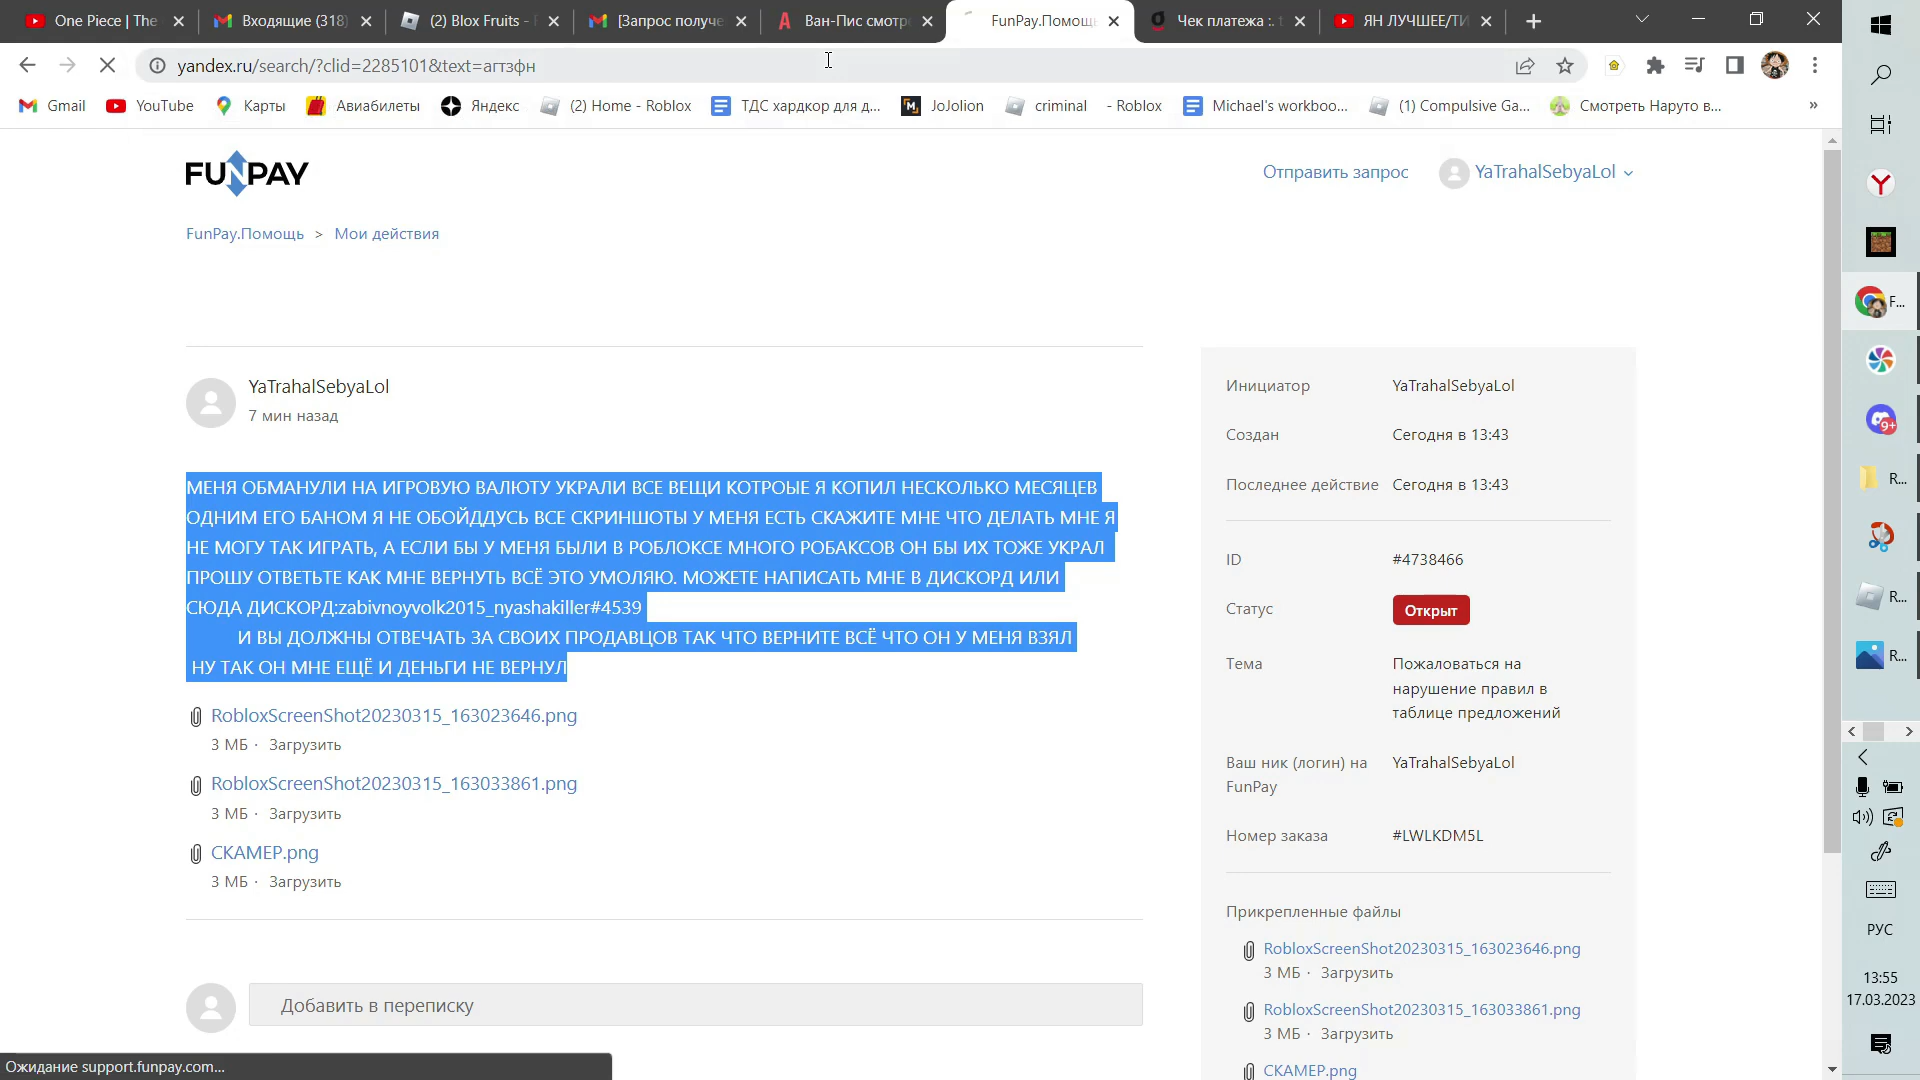 One Piece | The
Входящие (318)
(2) Blox Fruits -
[Запрос получе
Ван-Пис смотре
FunPay.Помощь
Чек платежа :.
ЯН ЛУЧШЕЕ/ТИ
yandex.ru/search/?clid=2285101&text=агтзфн
Gmail
YouTube
Карты
Авиабилеты
Яндекс
(2) Home - Roblox
ТДС хардкор для д...
JoJolion
criminal - Roblox
Michael's workboo...
(1) Compulsive Ga...
Смотреть Наруто в...
»
FUNPAY
Отправить запрос
YaTrahalSebyaLol
FunPay.Помощь > Мои действия
YaTrahalSebyaLol
7 мин назад
МЕНЯ ОБМАНУЛИ НА ИГРОВУЮ ВАЛЮТУ УКРАЛИ ВСЕ ВЕЩИ КОТРОЫЕ Я КОПИЛ НЕСКОЛЬКО МЕСЯЦЕВ
ОДНИМ ЕГО БАНОМ Я НЕ ОБОЙДДУСЬ ВСЕ СКРИНШОТЫ У МЕНЯ ЕСТЬ СКАЖИТЕ МНЕ ЧТО ДЕЛАТЬ МНЕ Я
НЕ МОГУ ТАК ИГРАТЬ, А ЕСЛИ БЫ У МЕНЯ БЫЛИ В РОБЛОКСЕ МНОГО РОБАКСОВ ОН БЫ ИХ ТОЖЕ УКРАЛ
ПРОШУ ОТВЕТЬТЕ КАК МНЕ ВЕРНУТЬ ВСЁ ЭТО УМОЛЯЮ. МОЖЕТЕ НАПИСАТЬ МНЕ В ДИСКОРД ИЛИ
СЮДА ДИСКОРД:zabivnoyvolk2015_nyashakiller#4539
И ВЫ ДОЛЖНЫ ОТВЕЧАТЬ ЗА СВОИХ ПРОДАВЦОВ ТАК ЧТО ВЕРНИТЕ ВСЁ ЧТО ОН У МЕНЯ ВЗЯЛ
НУ ТАК ОН МНЕ ЕЩЁ И ДЕНЬГИ НЕ ВЕРНУЛ
RobloxScreenShot20230315_163023646.png
3 МБ · Загрузить
RobloxScreenShot20230315_163033861.png
3 МБ · Загрузить
СКАМЕР.png
3 МБ · Загрузить
Добавить в переписку
Инициатор YaTrahalSebyaLol
Создан Сегодня в 13:43
Последнее действие Сегодня в 13:43
ID #4738466
Статус Открыт
Тема Пожаловаться на
нарушение правил в
таблице предложений
Ваш ник (логин) на YaTrahalSebyaLol
FunPay
Номер заказа #LWLKDM5L
Прикрепленные файлы
RobloxScreenShot20230315_163023646.png
3 МБ · Загрузить
RobloxScreenShot20230315_163033861.png
3 МБ · Загрузить
СКАМЕР.png
Ожидание support.funpay.com...
F...
9+
R...
R...
R...
РУС
13:55
17.03.2023